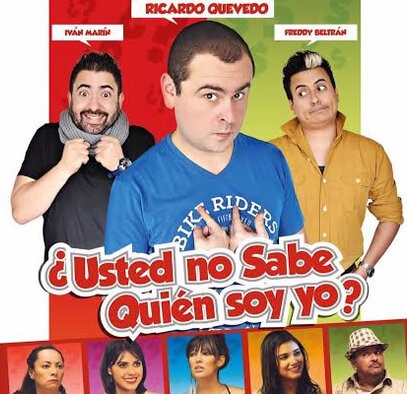 RICARDO QUEVEDO
IVÁN MARÍN
FREDDY BELTRÁN
BIKE RIDERS
¿Usted no Sabe
Quién soy yo?